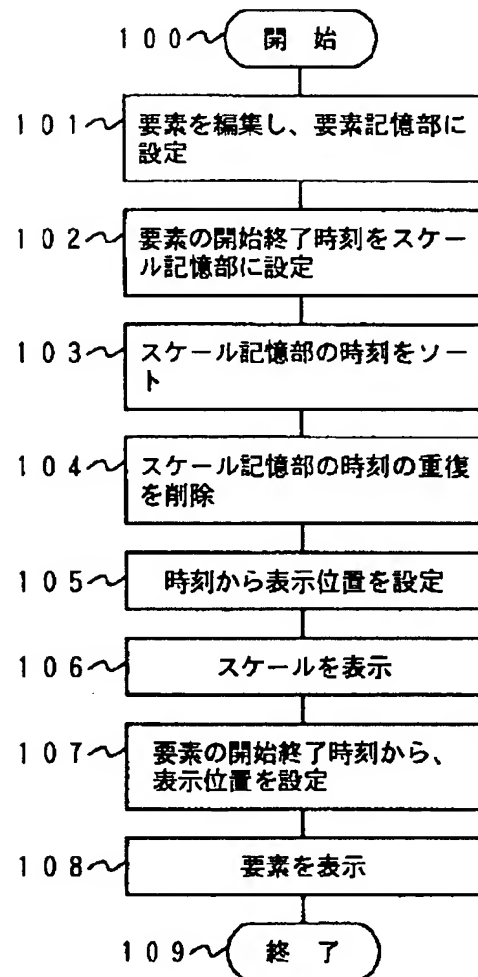 100 開 始
101 要素を編集し、要素記憶部に
設定
102 要素の開始終了時刻をスケー
ル記憶部に設定
103 スケール記憶部の時刻をソー
ト
104 スケール記憶部の時刻の重復
を削除
105 時刻から表示位置を設定
106 スケールを表示
107 要素の開始終了時刻から、
表示位置を設定
108 要素を表示
109 終 了